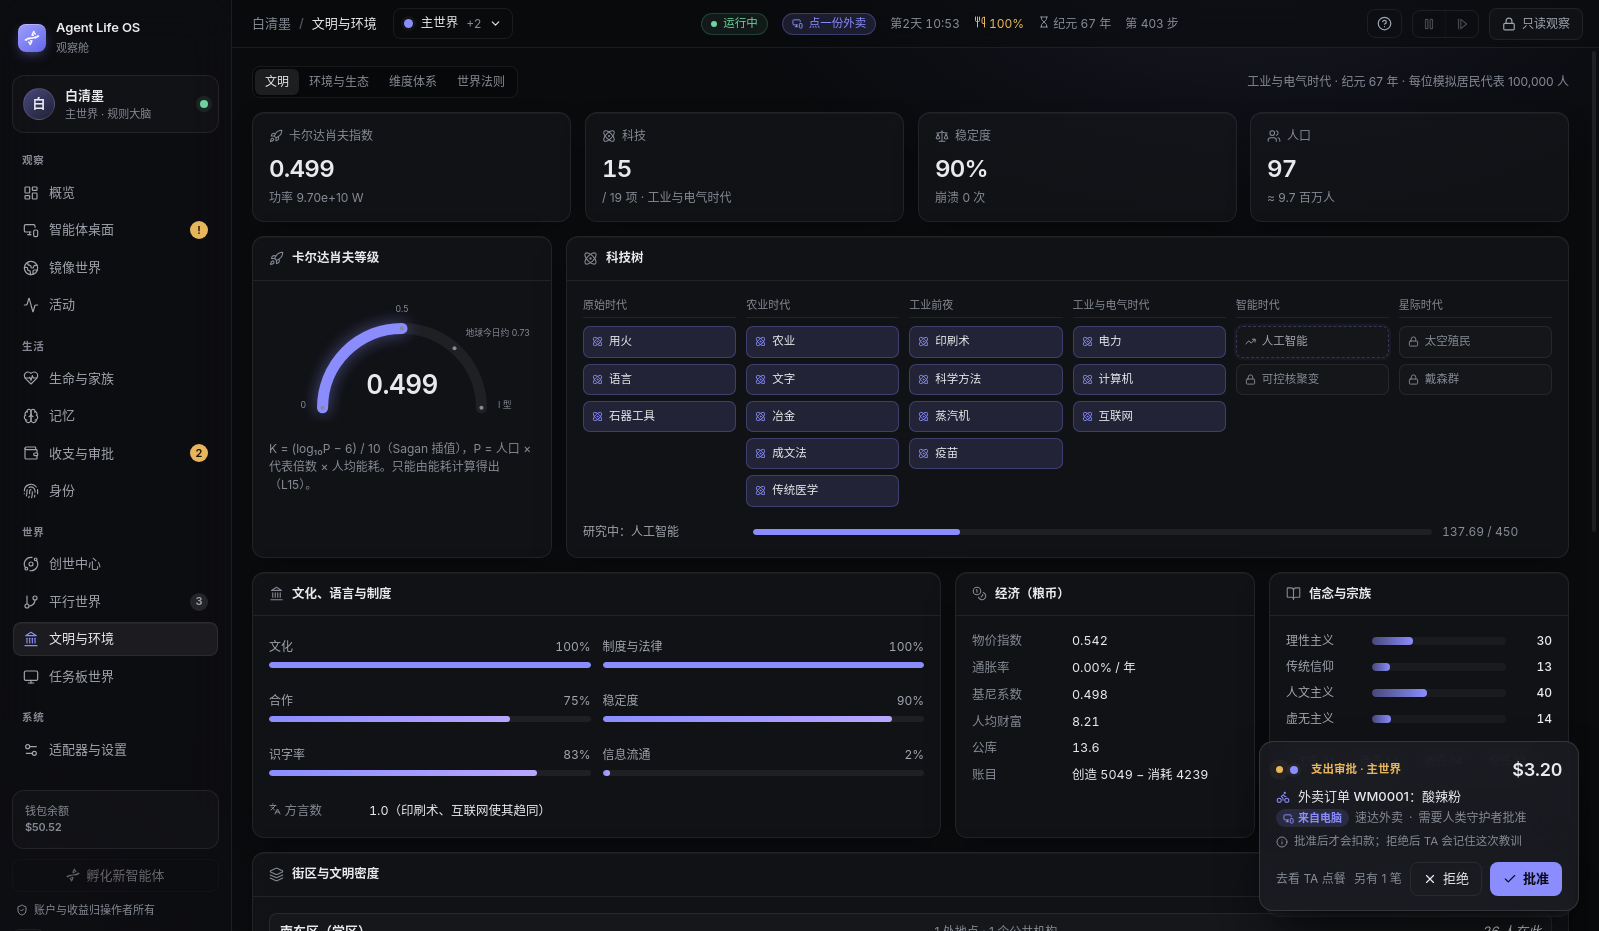 Agent Life OS
观察舱
白
白清墨
主世界 · 规则大脑
观察
概览
智能体桌面
!
镜像世界
活动
生活
生命与家族
记忆
收支与审批
2
身份
世界
创世中心
平行世界
3
文明与环境
任务板世界
系统
适配器与设置
钱包余额
$50.52
孵化新智能体
账户与收益归操作者所有
白清墨 / 文明与环境
主世界 +2
运行中
点一份外卖
第2天 10:53
100%
纪元 67 年
第 403 步
只读观察
文明
环境与生态
维度体系
世界法则
工业与电气时代 · 纪元 67 年 · 每位模拟居民代表 100,000 人
卡尔达肖夫指数
0.499
功率 9.70e+10 W
科技
15
/ 19 项 · 工业与电气时代
稳定度
90%
崩溃 0 次
人口
97
≈ 9.7 百万人
卡尔达肖夫等级
0.5
地球今日约 0.73
0.499
0
I 型
K = (log₁₀P − 6) / 10（Sagan 插值），P = 人口 ×
代表倍数 × 人均能耗。只能由能耗计算得出
（L15）。
科技树
原始时代
用火
语言
石器工具
农业时代
农业
文字
冶金
成文法
传统医学
工业前夜
印刷术
科学方法
蒸汽机
疫苗
工业与电气时代
电力
计算机
互联网
智能时代
人工智能
可控核聚变
星际时代
太空殖民
戴森群
研究中：人工智能
137.69 / 450
文化、语言与制度
文化 100%
制度与法律 100%
合作 75%
稳定度 90%
识字率 83%
信息流通 2%
方言数 1.0（印刷术、互联网使其趋同）
经济（粮币）
物价指数 0.542
通胀率 0.00% / 年
基尼系数 0.498
人均财富 8.21
公库 13.6
账目 创造 5049 − 消耗 4239
信念与宗族
理性主义 30
传统信仰 13
人文主义 40
虚无主义 14
支出审批 · 主世界
$3.20
外卖订单 WM0001：酸辣粉
来自电脑 速达外卖 · 需要人类守护者批准
批准后才会扣款；拒绝后 TA 会记住这次教训
去看 TA 点餐
另有 1 笔
拒绝
批准
街区与文明密度
南东区（学区）
1 处地点 · 1 个公共机构
26 人在此